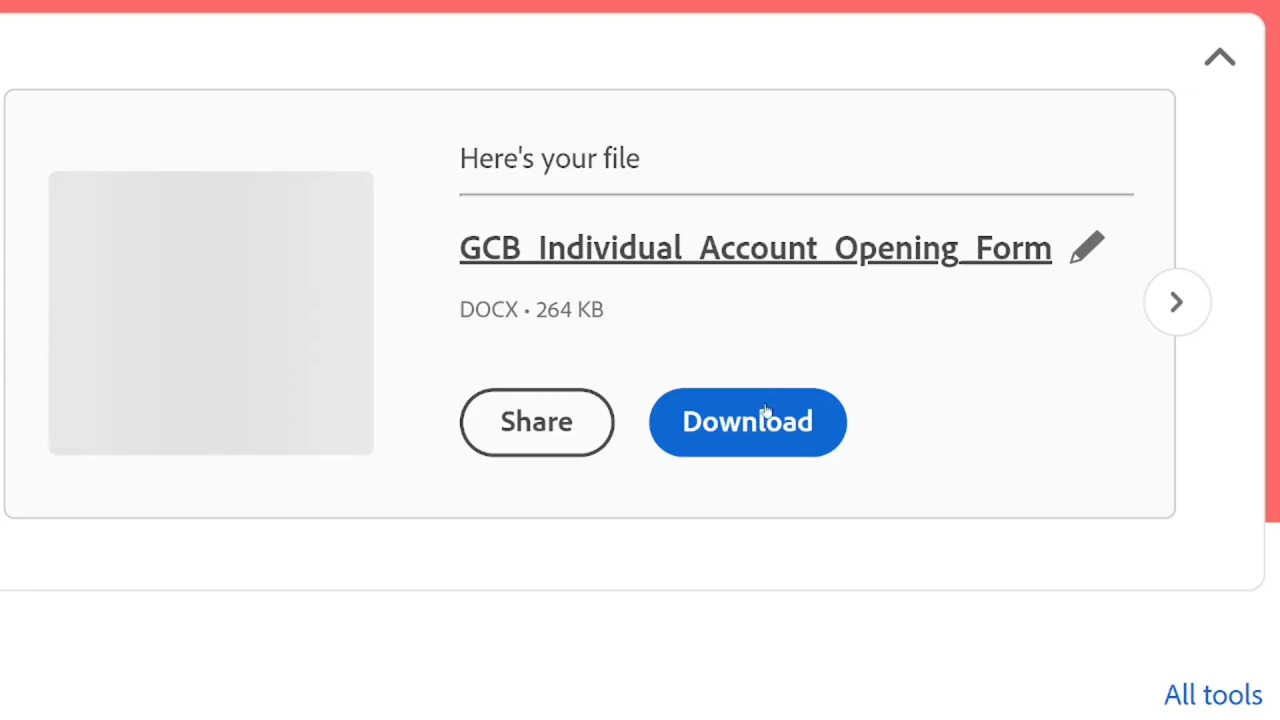 Here's your file
GCB_Individual_Account_Opening_Form
DOCX • 264 KB
Share
Download
All tools